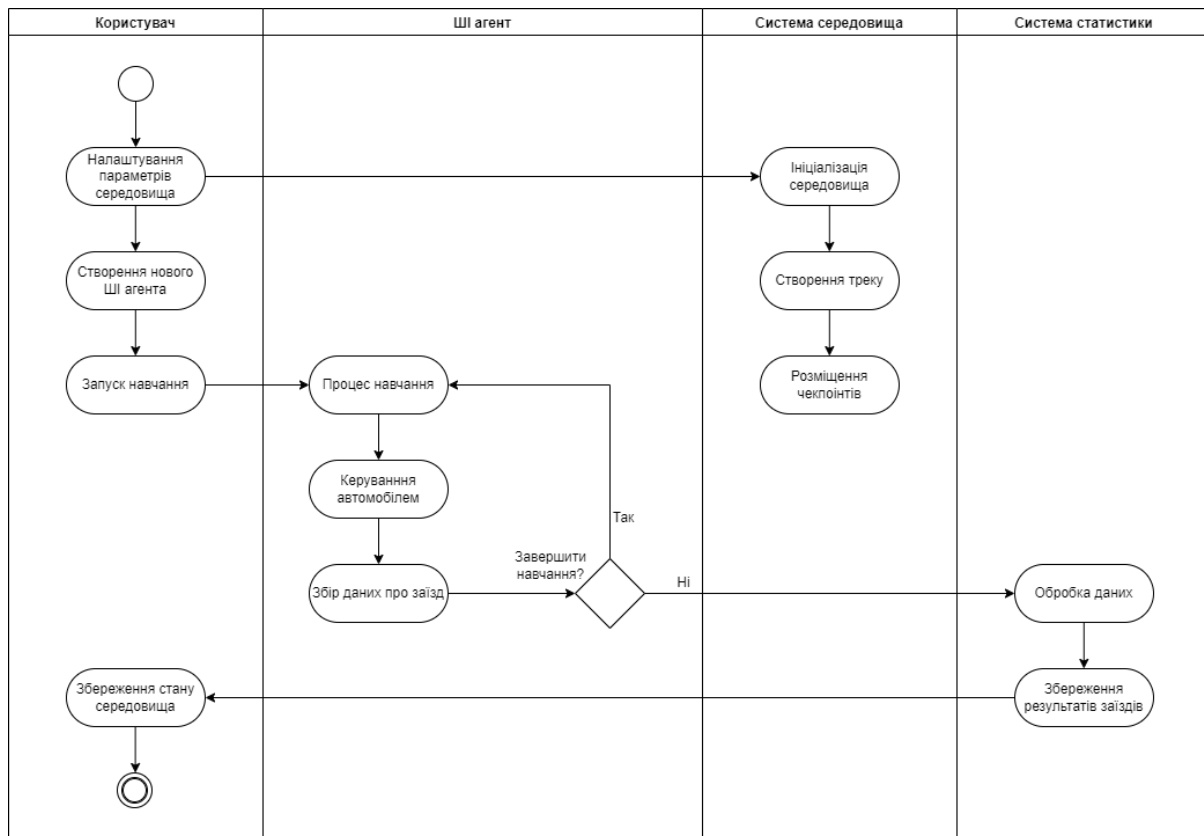 Користувач
ШІ агент
Система середовища
Система статистики
Налаштування
параметрів
середовища
Ініціалізація
середовища
Створення нового
ШІ агента
Створення треку
Запуск навчання
Процес навчання
Розміщення
чекпоінтів
Керуванння
автомобілем
Так
Завершити
навчання?
Збір даних про заїзд
Ні
Обробка даних
Збереження стану
середовища
Збереження
результатів заїздів